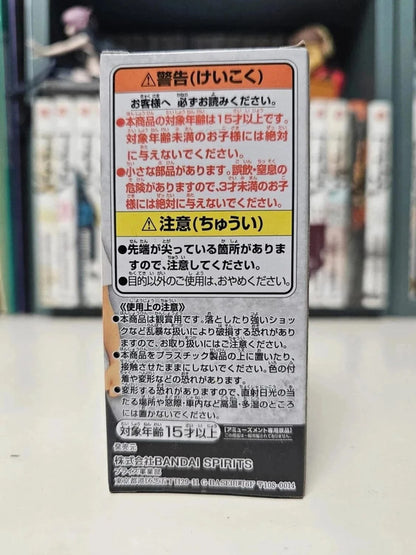 ⚠警告(けいこく)
お客様へ 必ずお読みください。
●本商品の対象年齢は15才以上です。
対象年齢未満のお子様には絶対
に与えないでください。
●小さな部品があります。誤飲・窒息の
危険がありますので、3才未満のお子
様には絶対に与えないでください。
⚠注意(ちゅうい)
●先端が尖っている箇所がありま
すので、注意してください。
●目的以外のご使用は、おやめください。
《使用上の注意》
●本商品は観賞用です。落としたり強いショッ
クなど乱暴な扱いにより破損する恐れがあり
ますので、お取り扱いにはご注意ください。
●本商品をプラスチック製品の上に置いたり、
接触させたままにしないでください。色の付
着や変形などの恐れがあります。
●変形する恐れがありますので、直射日光の当
たる場所や窓際・車内など高温・多湿のところ
には置かないでください。
対象年齢15才以上
【アミューズメント専用景品】
発売元
株式会社BANDAI SPIRITS
プライズ事業部
〒108-0014